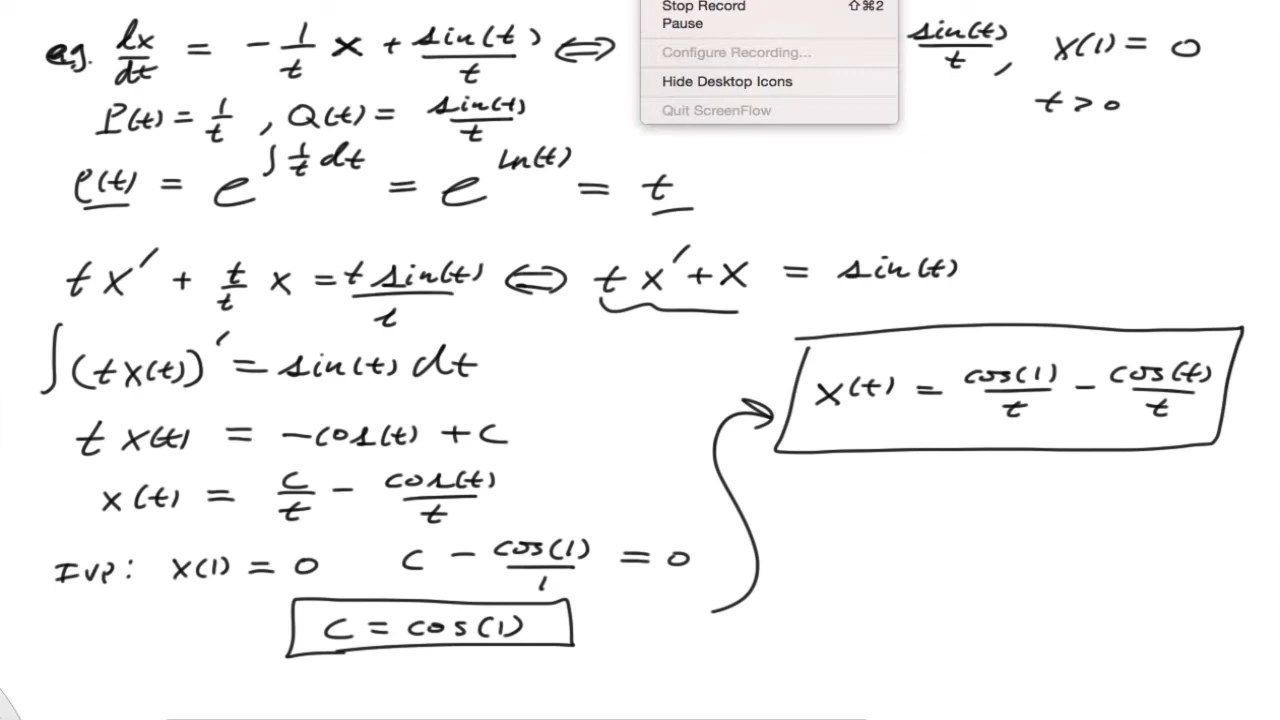 e.g. dx/dt = - 1/t x + sin(t)/t ⟺ sin(t)/t , x(1) = 0
t > 0
P(t) = 1/t , Q(t) = sin(t)/t
ρ(t) = e^(∫ 1/t dt) = e^(ln(t)) = t
t x′ + t/t x = t sin(t)/t ⟺ t x′ + x = sin(t)
∫ (t x(t))′ = sin(t) dt
t x(t) = -cos(t) + C
x(t) = C/t - cos(t)/t
IVP: x(1) = 0 C - cos(1)/1 = 0
C = cos(1)
x(t) = cos(1)/t - cos(t)/t
Stop Record ⇧⌘2
Pause
Configure Recording...
Hide Desktop Icons
Quit ScreenFlow